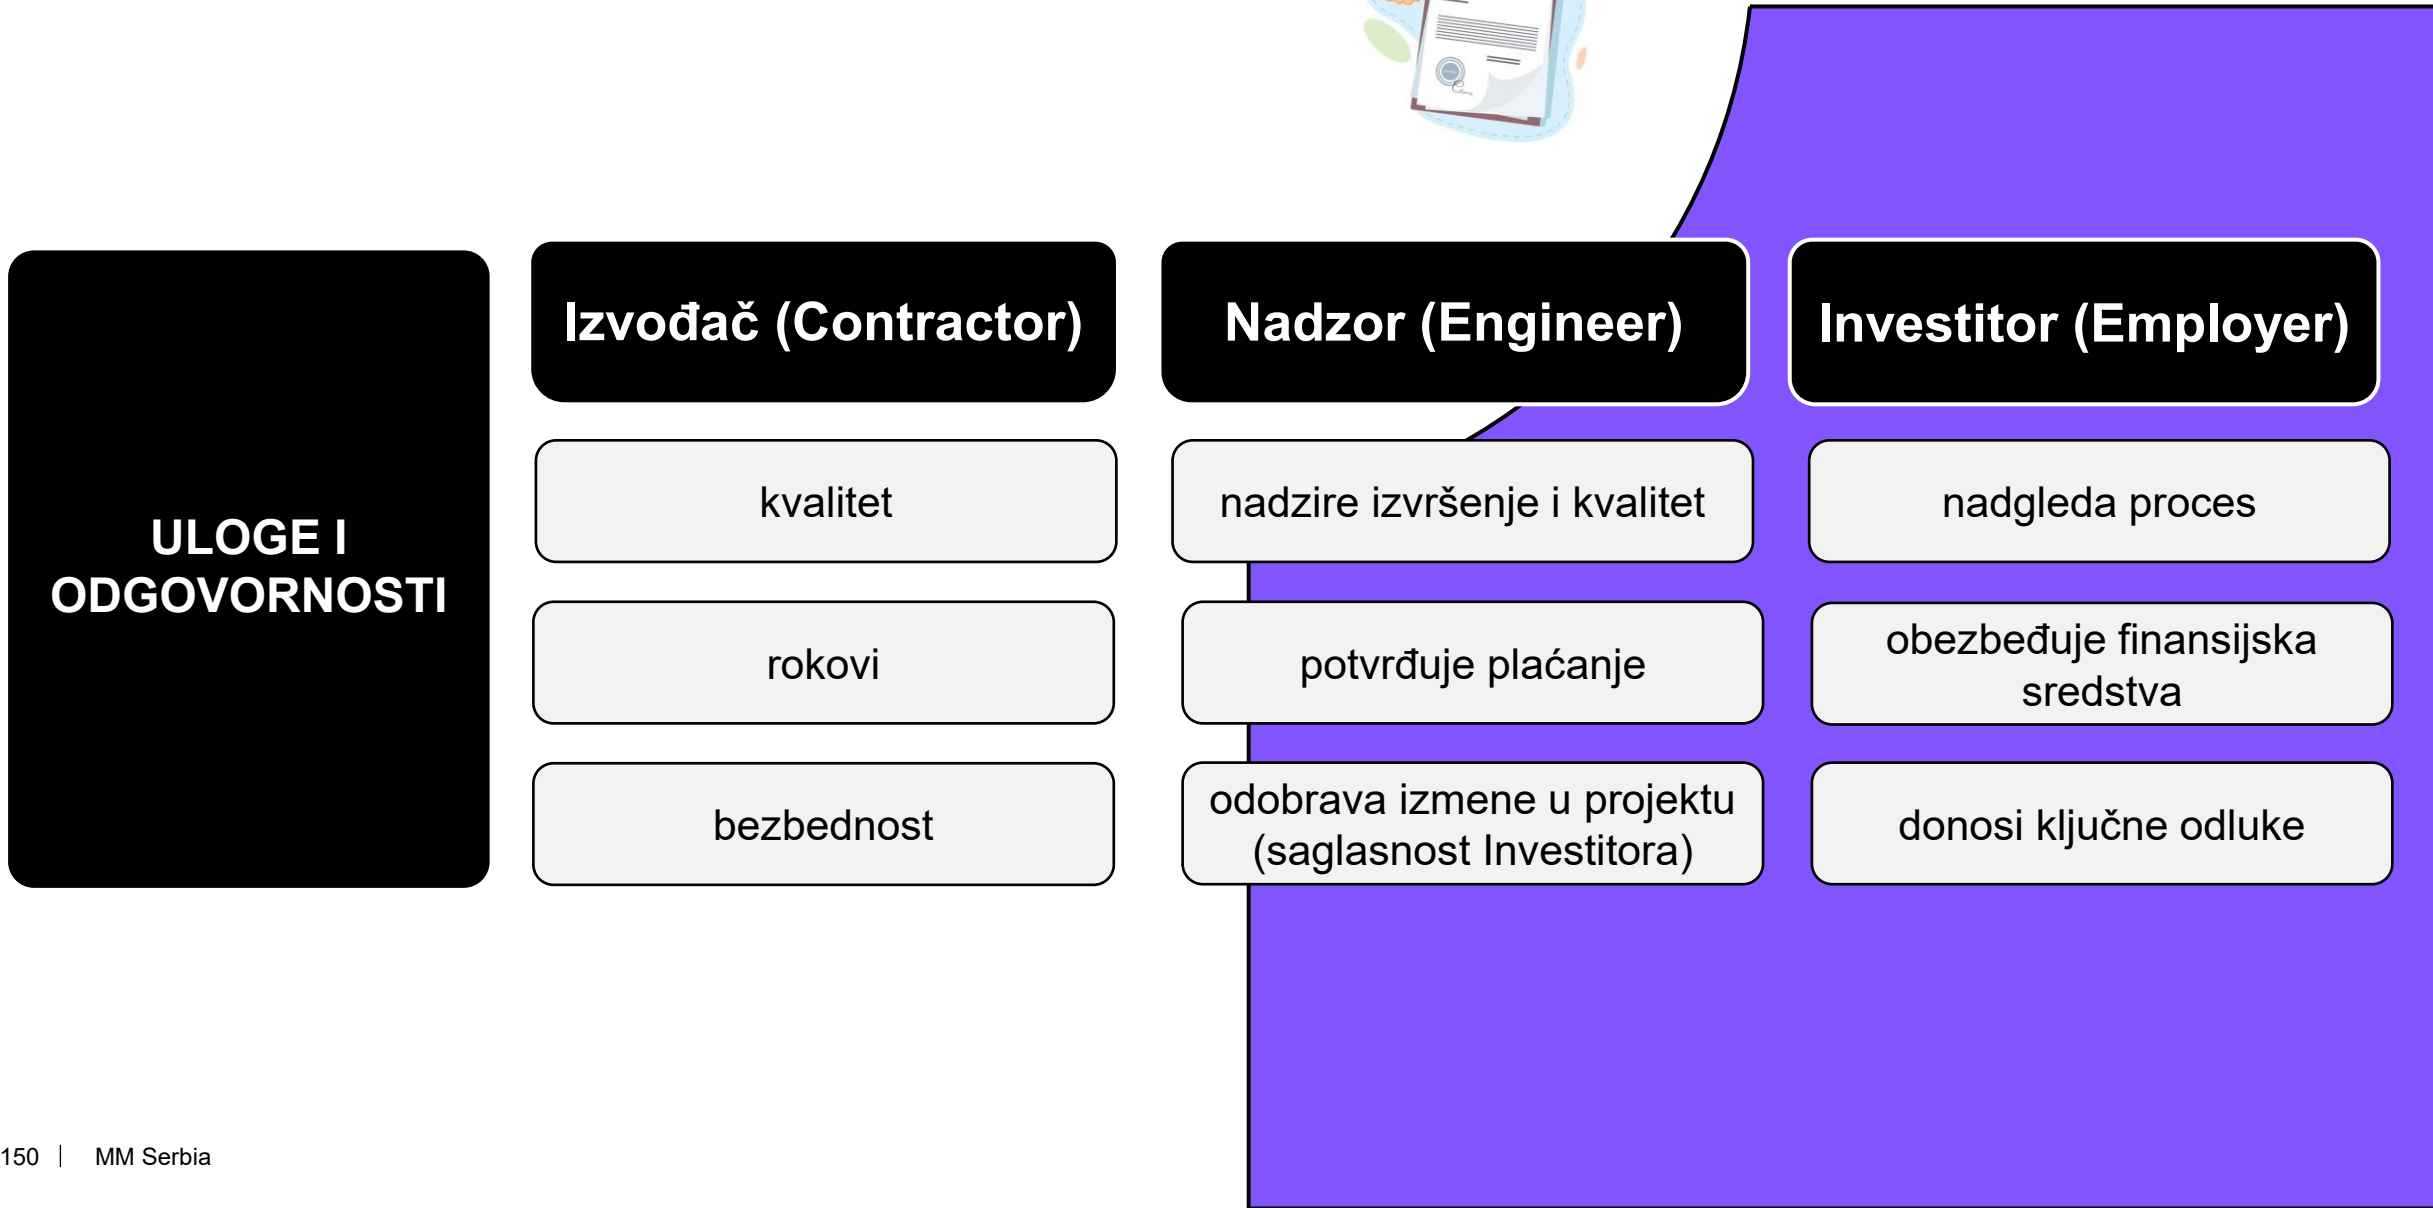 ULOGE I
ODGOVORNOSTI
Izvođač (Contractor)
kvalitet
rokovi
bezbednost
Nadzor (Engineer)
nadzire izvršenje i kvalitet
potvrđuje plaćanje
odobrava izmene u projektu
(saglasnost Investitora)
Investitor (Employer)
nadgleda proces
obezbeđuje finansijska
sredstva
donosi ključne odluke
150 | MM Serbia